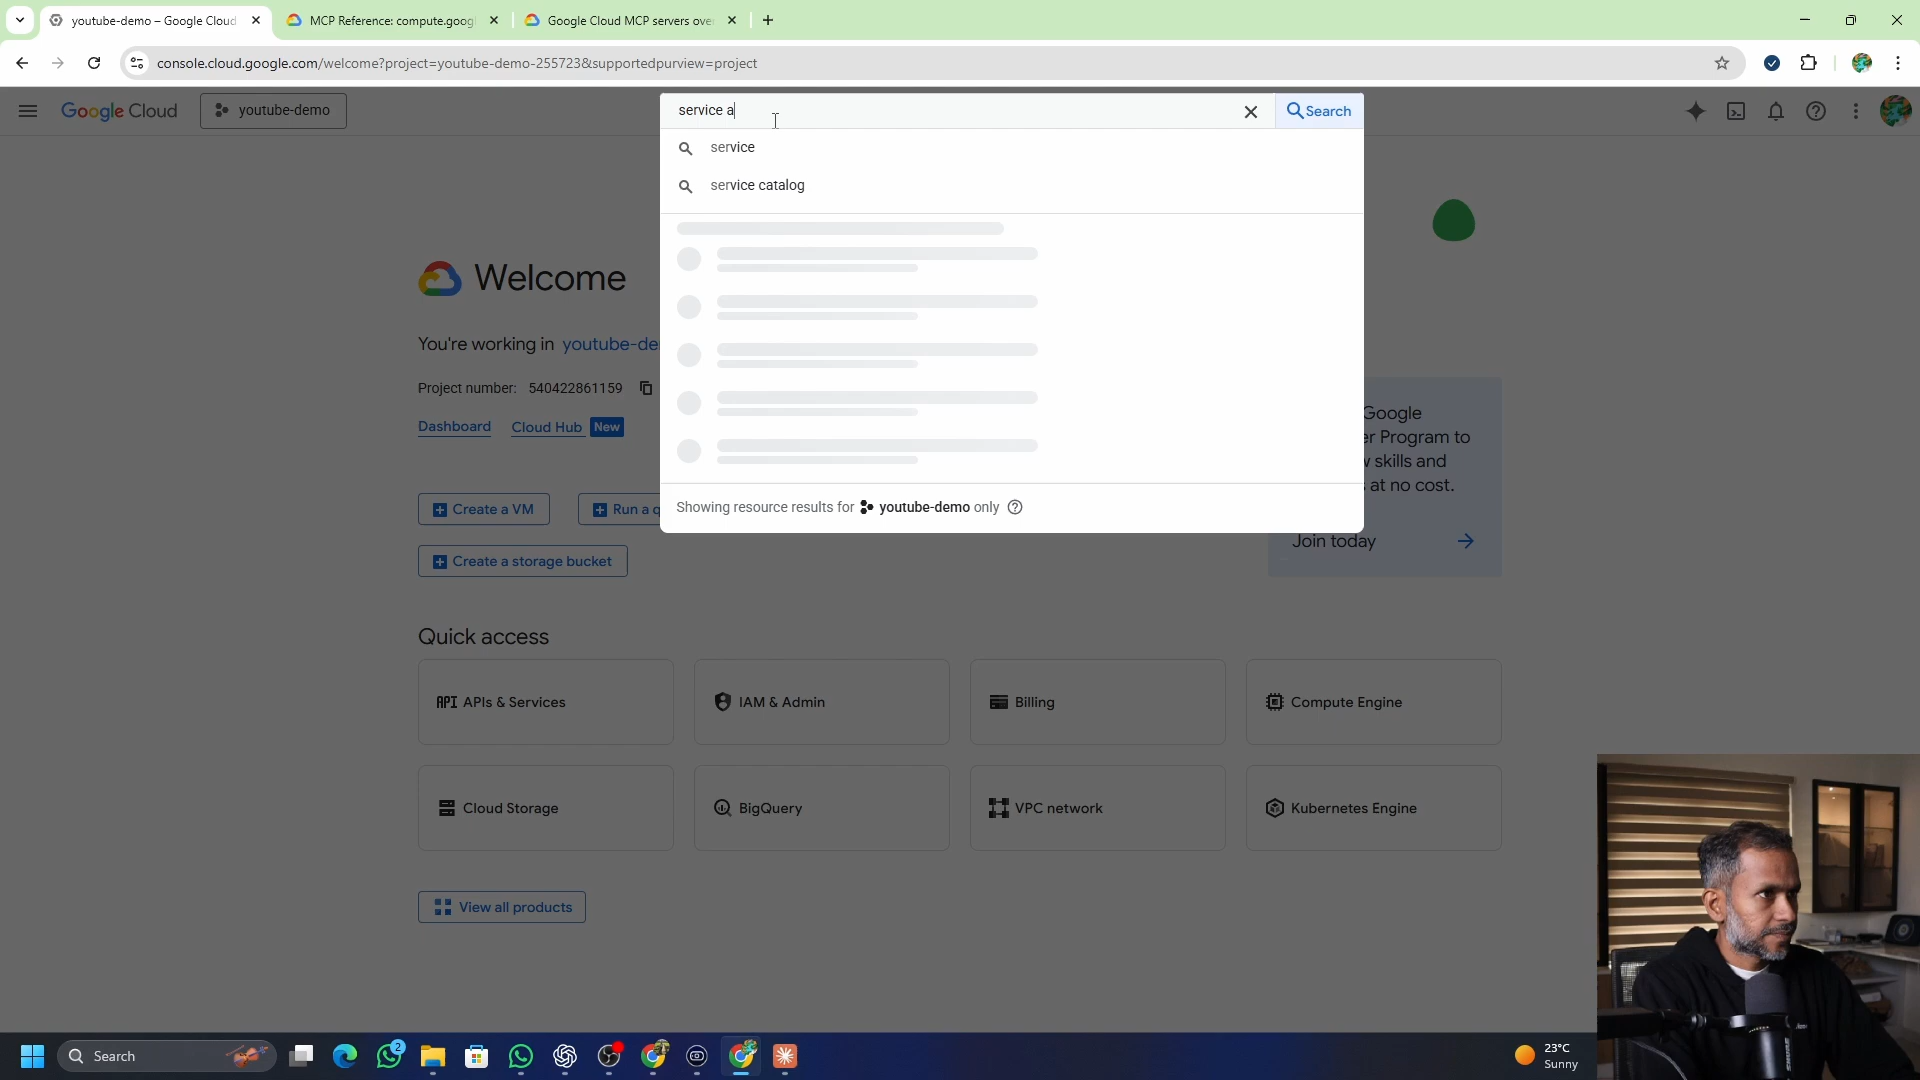 youtube-demo – Google Cloud
MCP Reference: compute.goog
Google Cloud MCP servers ove
console.cloud.google.com/welcome?project=youtube-demo-255723&supportedpurview=project
Google Cloud
youtube-demo
service a
Search
service
service catalog
Welcome
You're working in youtube-de
Project number: 540422861159
Dashboard
Cloud Hub
New
Google
er Program to
skills and
at no cost.
Showing resource results for youtube-demo only
Create a VM
Run a q
Join today
Create a storage bucket
Quick access
API APIs & Services
IAM & Admin
Billing
Compute Engine
Cloud Storage
BigQuery
VPC network
Kubernetes Engine
View all products
Search
2
23°C
Sunny